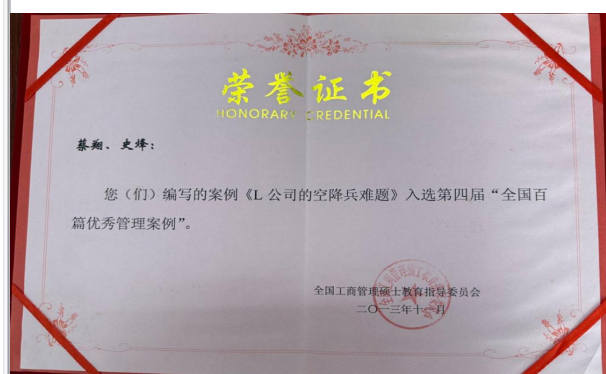 荣誉证书
HONORARY CREDENTIAL
蔡翔、史烽：
您（们）编写的案例《L公司的空降兵难题》入选第四届“全国百
篇优秀管理案例”。
全国工商管理硕士教育指导委员会
二〇一三年十一月